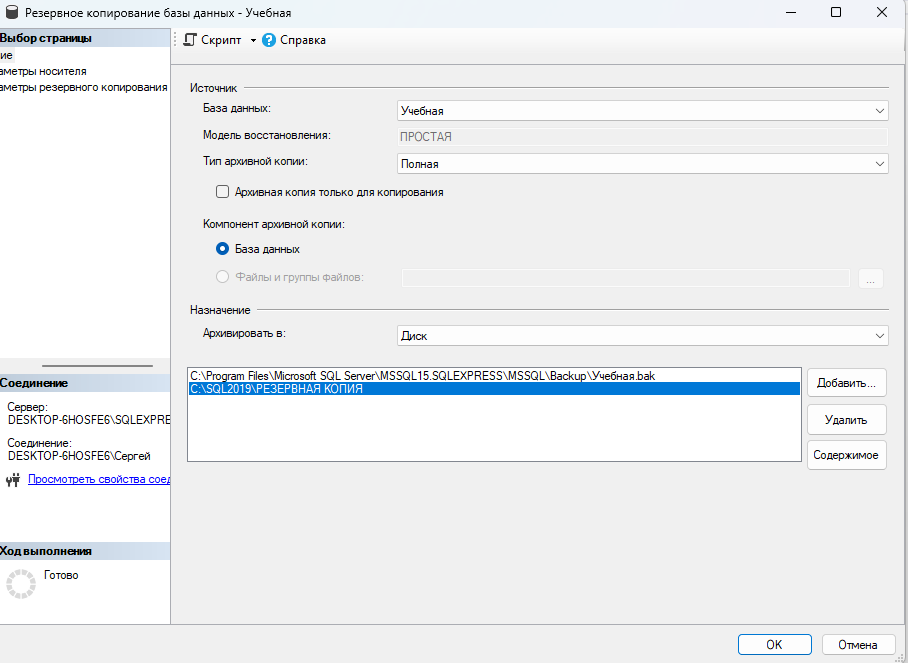 Резервное копирование базы данных - Учебная
Выбор страницы
ие
аметры носителя
аметры резервного копирования
Скрипт
Справка
Источник
База данных:
Учебная
Модель восстановления:
ПРОСТАЯ
Тип архивной копии:
Полная
Архивная копия только для копирования
Компонент архивной копии:
База данных
Файлы и группы файлов:
...
Назначение
Архивировать в:
Диск
C:\Program Files\Microsoft SQL Server\MSSQL15.SQLEXPRESS\MSSQL\Backup\Учебная.bak
C:\SQL2019\РЕЗЕРВНАЯ КОПИЯ
Добавить...
Удалить
Содержимое
Соединение
Сервер:
DESKTOP-6HOSFE6\SQLEXPRE
Соединение:
DESKTOP-6HOSFE6\Сергей
Просмотреть свойства соед
Ход выполнения
Готово
OK
Отмена